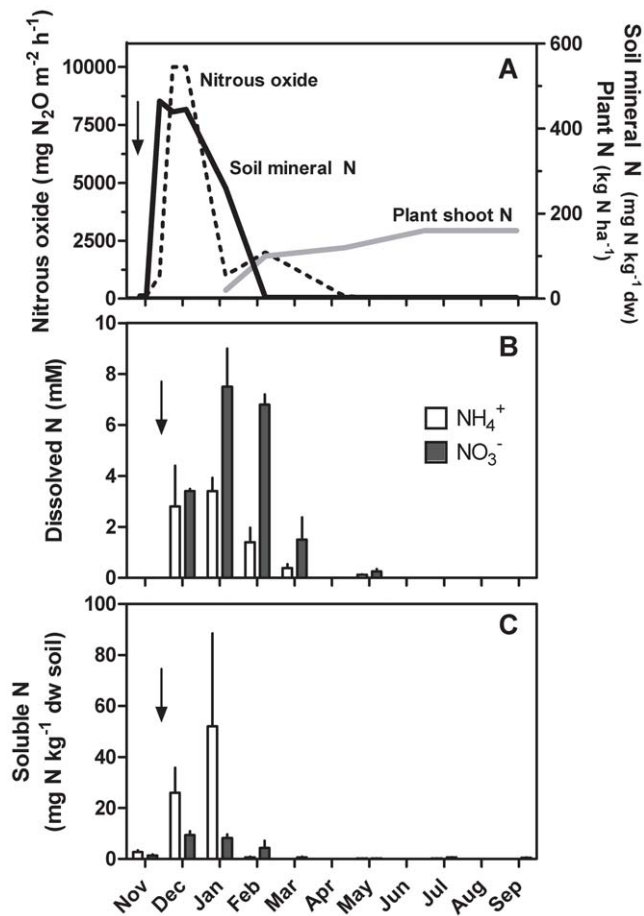 Nitrous oxide (mg N₂O m⁻² h⁻¹)
10000
7500
5000
2500
0
A
Nitrous oxide
Soil mineral N
Plant shoot N
600
450
300
150
0
Plant N (kg N ha⁻¹)
Soil mineral N (mg N kg⁻¹ dw)
Dissolved N (mM)
10
8
6
4
2
0
B
NH₄⁺
NO₃⁻
Soluble N
(mg N kg⁻¹ dw soil)
100
80
60
40
20
0
C
Nov Dec Jan Feb Mar Apr May Jun Jul Aug Sep